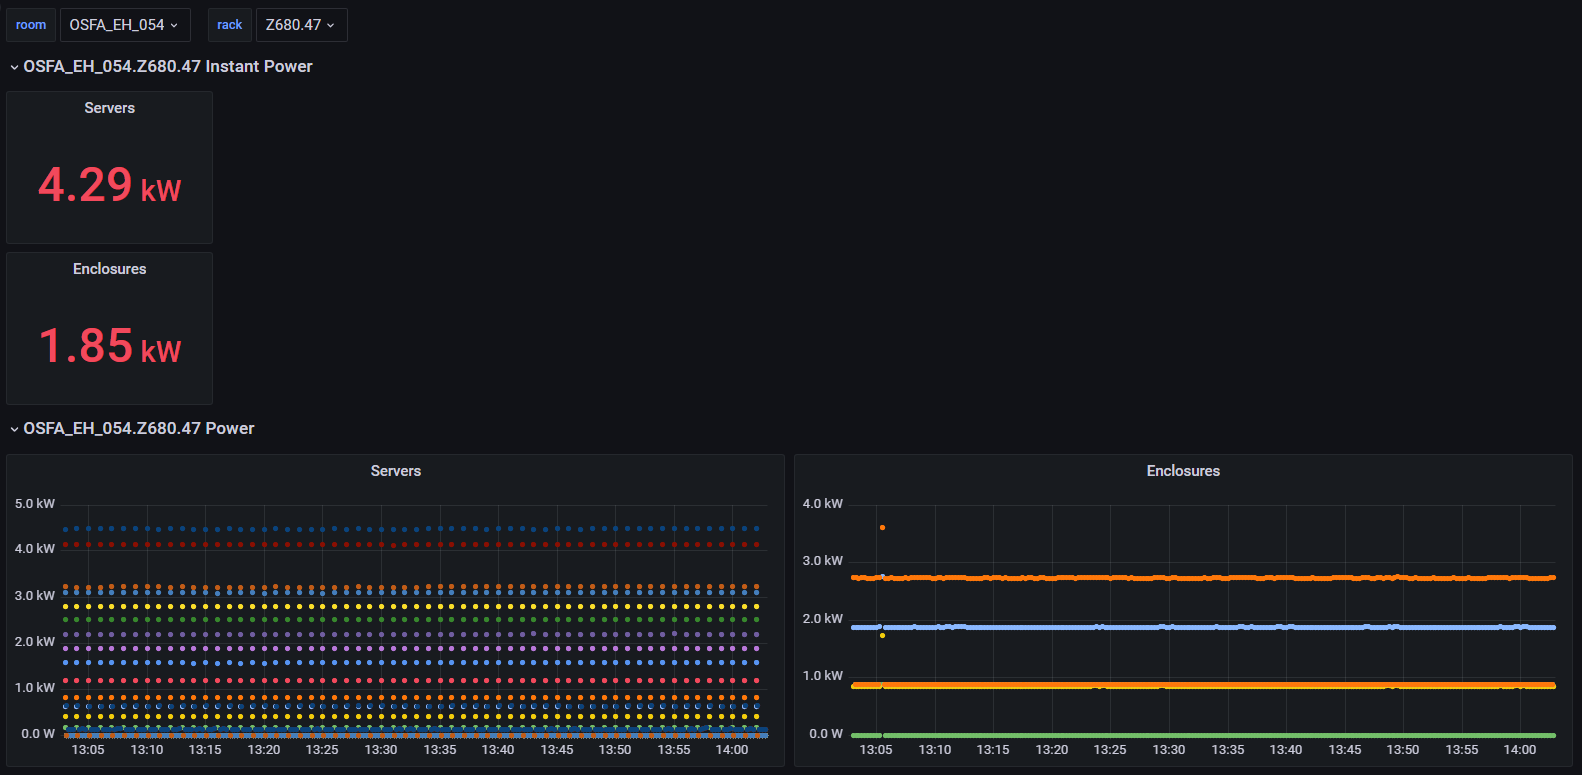 room OSFA_EH_054 rack Z680.47
OSFA_EH_054.Z680.47 Instant Power
Servers
4.29 kW
Enclosures
1.85 kW
OSFA_EH_054.Z680.47 Power
Servers
5.0 kW
4.0 kW
3.0 kW
2.0 kW
1.0 kW
0.0 W
13:05 13:10 13:15 13:20 13:25 13:30 13:35 13:40 13:45 13:50 13:55 14:00
Enclosures
4.0 kW
3.0 kW
2.0 kW
1.0 kW
0.0 W
13:05 13:10 13:15 13:20 13:25 13:30 13:35 13:40 13:45 13:50 13:55 14:00